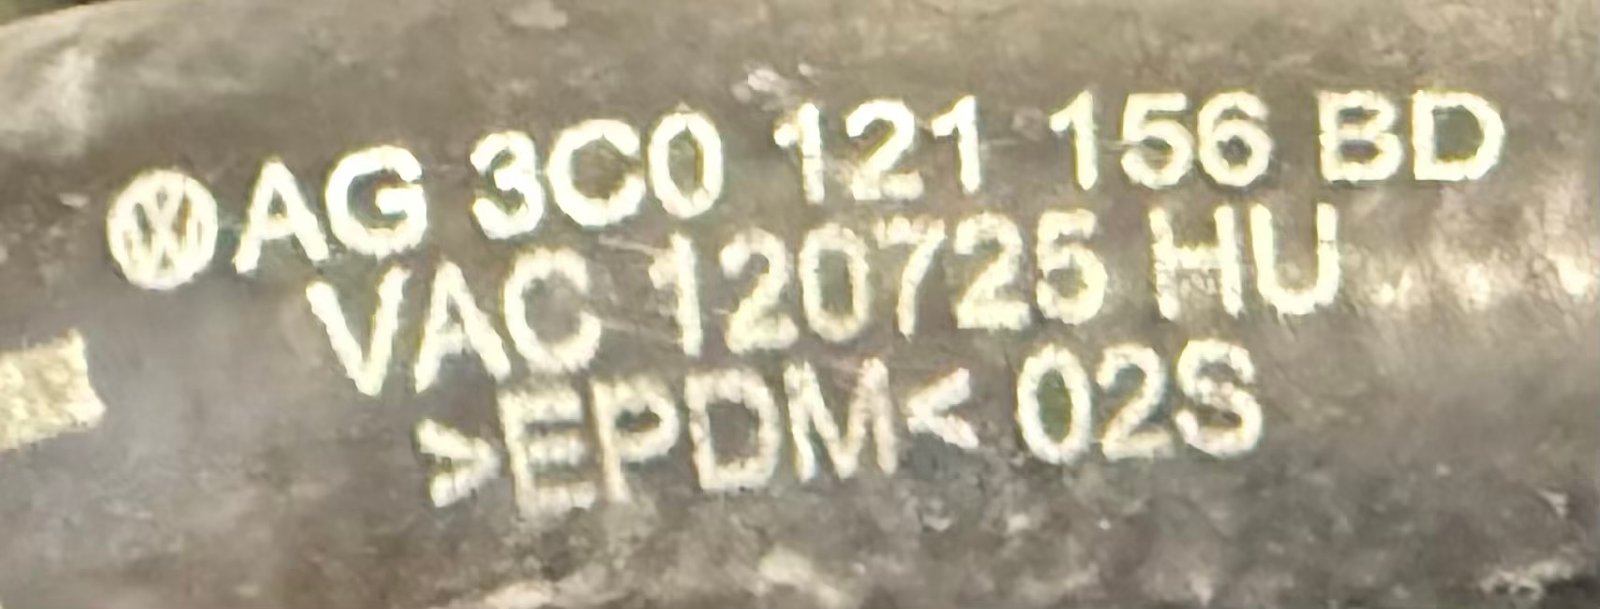 AG 3C0 121 156 BD
VAC 120725 HU
>EPDM< 02S